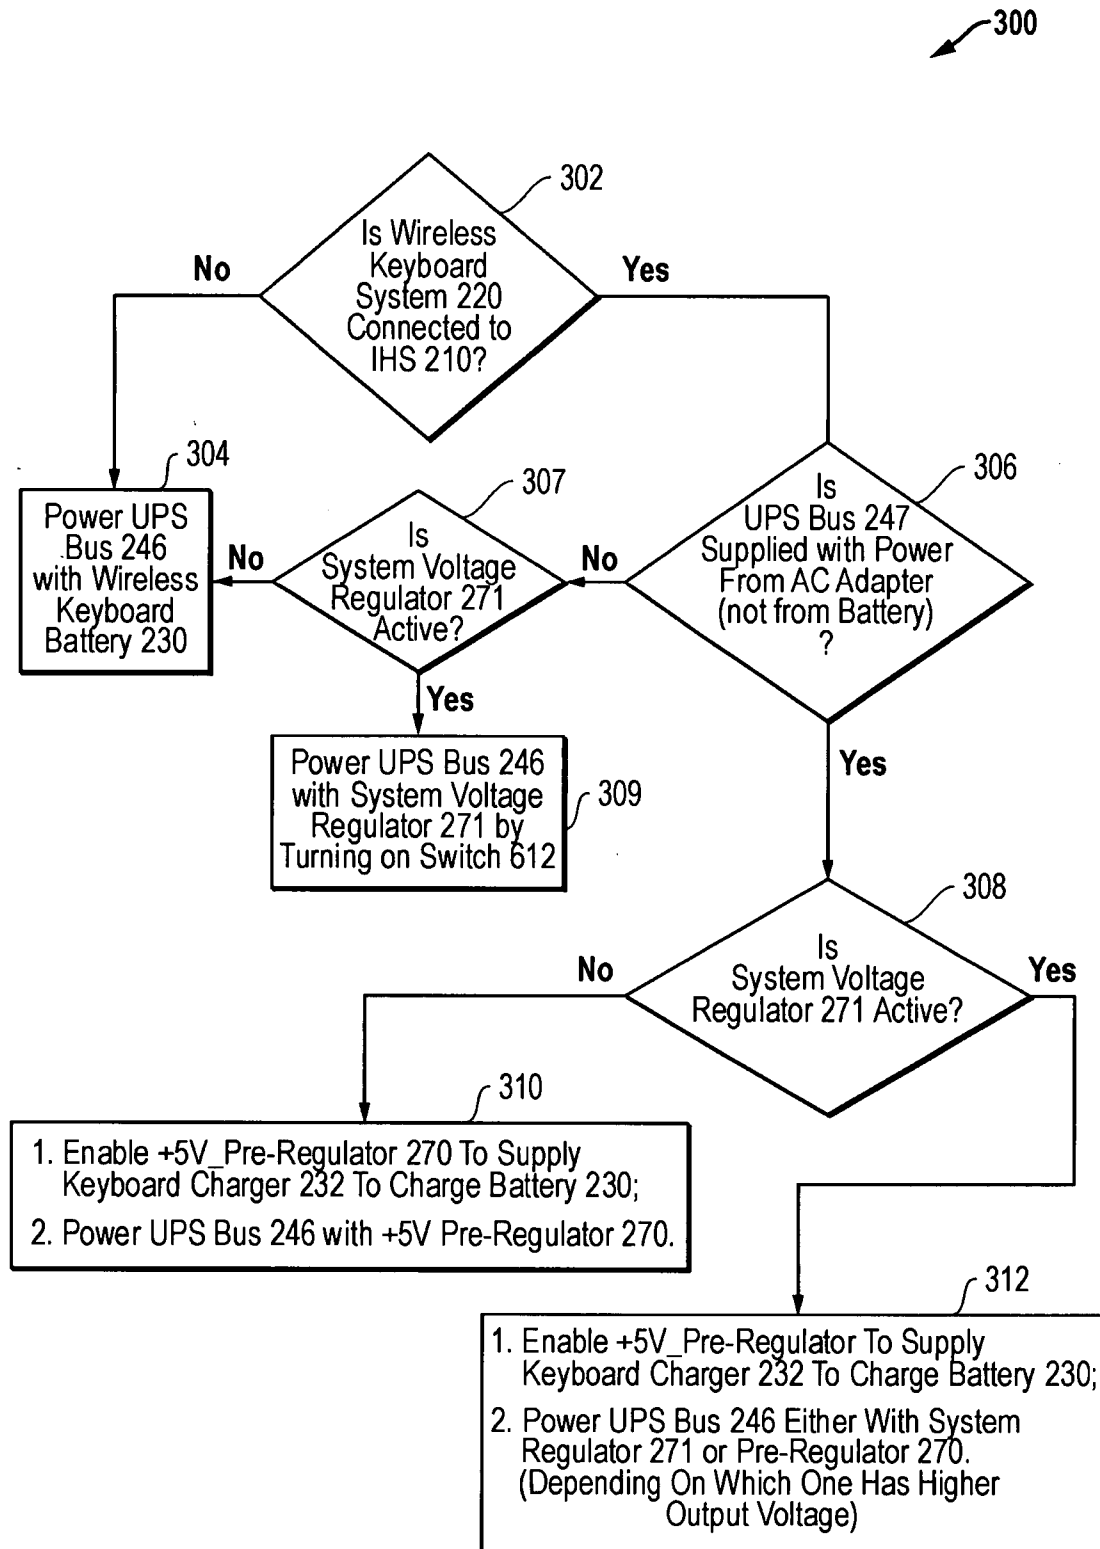 300
302
Is Wireless
Keyboard
System 220
Connected to
IHS 210?
No
Yes
304
Power UPS
Bus 246
with Wireless
Keyboard
Battery 230
307
Is
System Voltage
Regulator 271
Active?
No
Yes
306
Is
UPS Bus 247
Supplied with Power
From AC Adapter
(not from Battery)
?
No
Yes
309
Power UPS Bus 246
with System Voltage
Regulator 271 by
Turning on Switch 612
308
Is
System Voltage
Regulator 271 Active?
No
Yes
310
1. Enable +5V_Pre-Regulator 270 To Supply
Keyboard Charger 232 To Charge Battery 230;
2. Power UPS Bus 246 with +5V Pre-Regulator 270.
312
1. Enable +5V_Pre-Regulator To Supply
Keyboard Charger 232 To Charge Battery 230;
2. Power UPS Bus 246 Either With System
Regulator 271 or Pre-Regulator 270.
(Depending On Which One Has Higher
Output Voltage)